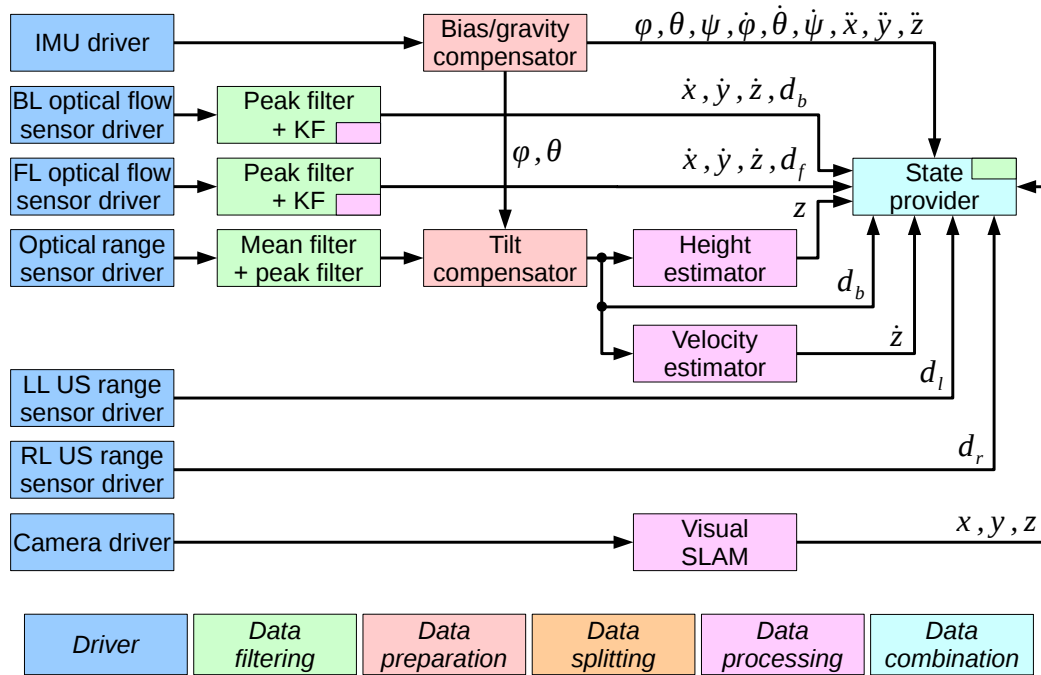 IMU driver
Bias/gravity
compensator
φ, θ, ψ, φ̇, θ̇, ψ̇, ẍ, ÿ, z̈
BL optical flow
sensor driver
Peak filter
+ KF
ẋ, ẏ, ż, d_b
φ, θ
FL optical flow
sensor driver
Peak filter
+ KF
ẋ, ẏ, ż, d_f
State
provider
z
Optical range
sensor driver
Mean filter
+ peak filter
Tilt
compensator
Height
estimator
d_b
Velocity
estimator
ż
LL US range
sensor driver
d_l
RL US range
sensor driver
d_r
Camera driver
Visual
SLAM
x, y, z
Driver
Data
filtering
Data
preparation
Data
splitting
Data
processing
Data
combination